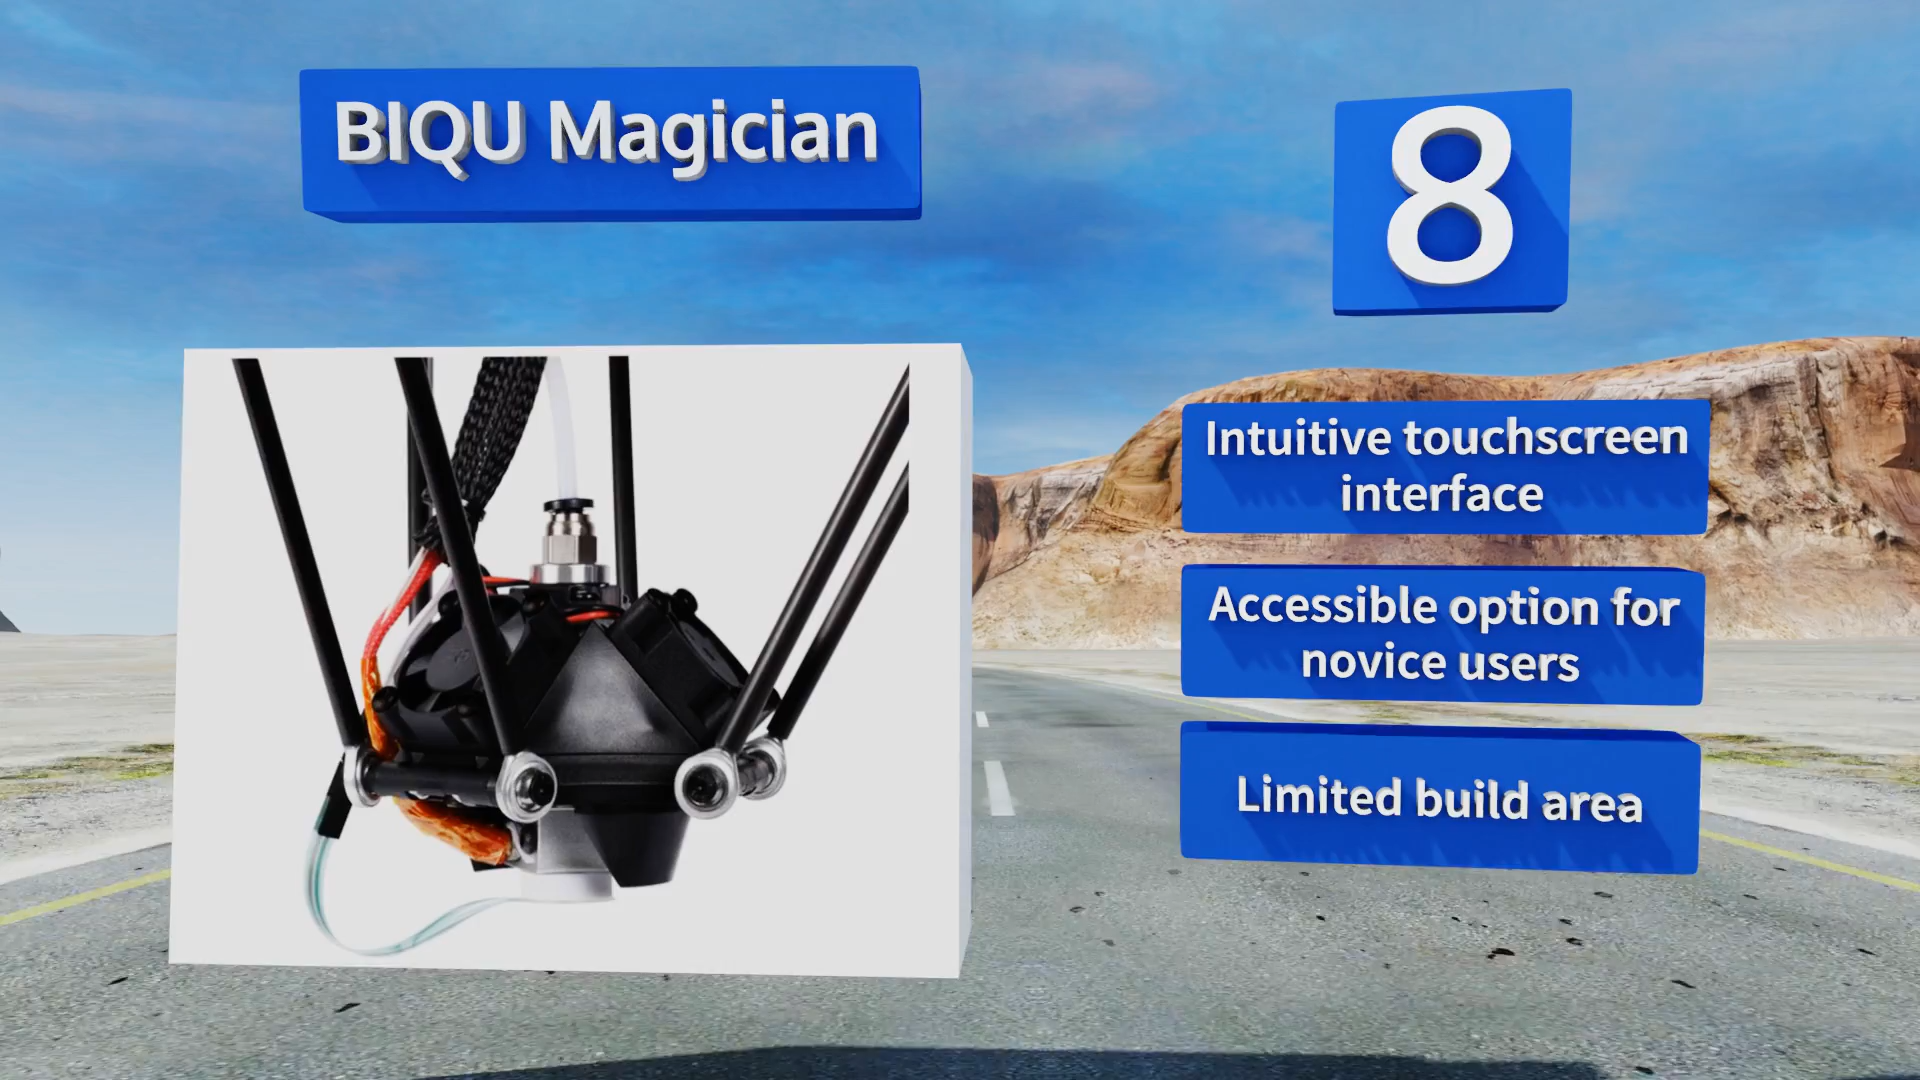 BIQU Magician
8
Intuitive touchscreen
interface
Accessible option for
novice users
Limited build area